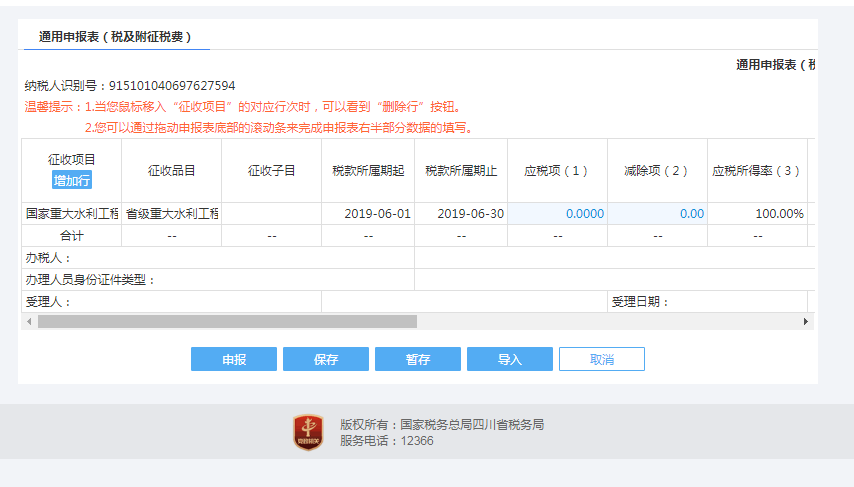 通用申报表（税及附征税费）
通用申报表（税
纳税人识别号：915101040697627594
温馨提示：1.当您鼠标移入“征收项目”的对应行次时，可以看到“删除行”按钮。
2.您可以通过拖动申报表底部的滚动条来完成申报表右半部分数据的填写。
征收项目 增加行 征收品目 征收子目 税款所属期起 税款所属期止 应税项（1） 减除项（2） 应税所得率（3）
国家重大水利工程 省级重大水利工程 2019-06-01 2019-06-30 0.0000 0.00 100.00%
合计 -- -- -- -- -- -- --
办税人：
办理人员身份证件类型：
受理人： 受理日期：
申报 保存 暂存 导入 取消
版权所有：国家税务总局四川省税务局
服务电话：12366